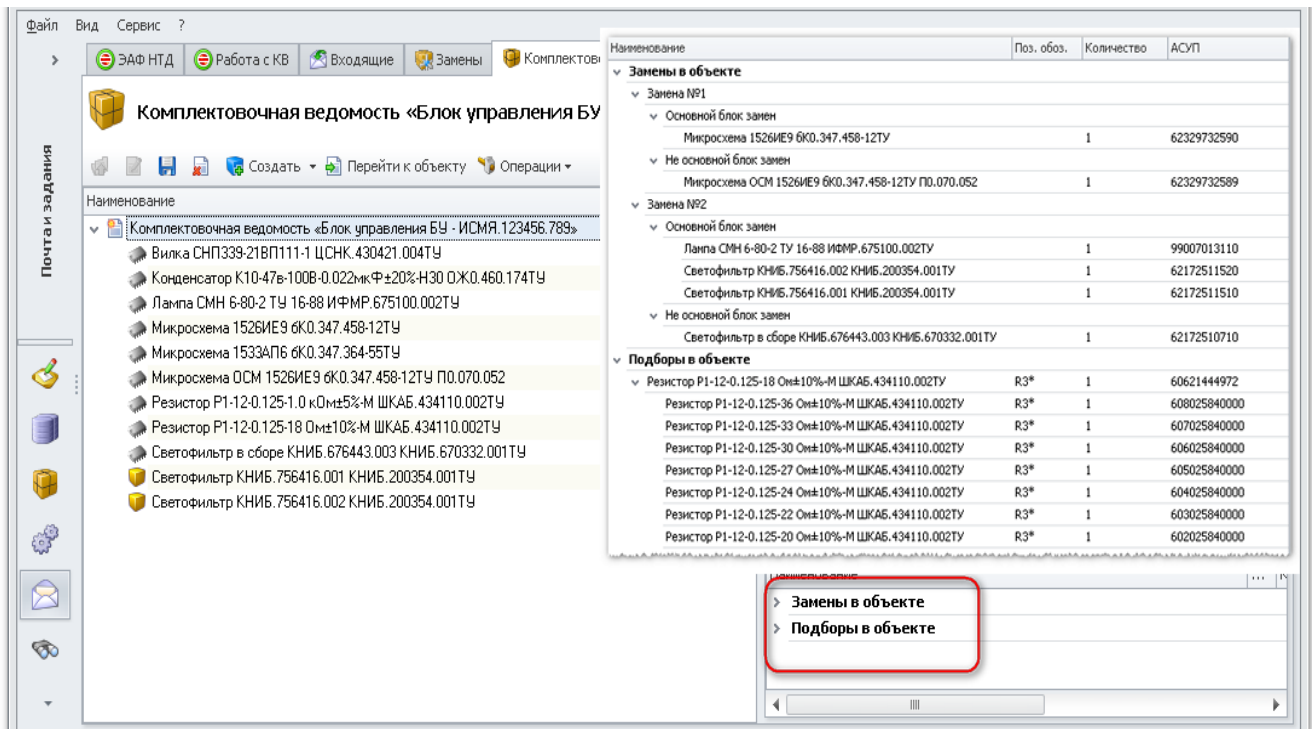 Файл Вид Сервис ?
ЭАФ НТД Работа с КВ Входящие Замены Комплектов
Комплектовочная ведомость «Блок управления БУ
Создать Перейти к объекту Операции
Почта и задания
Наименование
Комплектовочная ведомость «Блок управления БУ - ИСМЯ.123456.789»
Вилка СНП339-21ВП111-1 ЦСНК.430421.004ТУ
Конденсатор К10-47в-100В-0.022мкФ±20%-Н30 ОЖ0.460.174ТУ
Лампа СМН 6-80-2 ТУ 16-88 ИФМР.675100.002ТУ
Микросхема 1526ИЕ9 бК0.347.458-12ТУ
Микросхема 1533АП6 бК0.347.364-55ТУ
Микросхема ОСМ 1526ИЕ9 бК0.347.458-12ТУ П0.070.052
Резистор Р1-12-0.125-1.0 кОм±5%-М ШКАБ.434110.002ТУ
Резистор Р1-12-0.125-18 Ом±10%-М ШКАБ.434110.002ТУ
Светофильтр в сборе КНИБ.676443.003 КНИБ.670332.001ТУ
Светофильтр КНИБ.756416.001 КНИБ.200354.001ТУ
Светофильтр КНИБ.756416.002 КНИБ.200354.001ТУ
Наименование Поз. обоз. Количество АСУП
Замены в объекте
Замена №1
Основной блок замен
Микросхема 1526ИЕ9 бК0.347.458-12ТУ 1 62329732590
Не основной блок замен
Микросхема ОСМ 1526ИЕ9 бК0.347.458-12ТУ П0.070.052 1 62329732589
Замена №2
Основной блок замен
Лампа СМН 6-80-2 ТУ 16-88 ИФМР.675100.002ТУ 1 99007013110
Светофильтр КНИБ.756416.002 КНИБ.200354.001ТУ 1 62172511520
Светофильтр КНИБ.756416.001 КНИБ.200354.001ТУ 1 62172511510
Не основной блок замен
Светофильтр в сборе КНИБ.676443.003 КНИБ.670332.001ТУ 1 62172510710
Подборы в объекте
Резистор Р1-12-0.125-18 Ом±10%-М ШКАБ.434110.002ТУ R3* 1 60621444972
Резистор Р1-12-0.125-36 Ом±10%-М ШКАБ.434110.002ТУ R3* 1 608025840000
Резистор Р1-12-0.125-33 Ом±10%-М ШКАБ.434110.002ТУ R3* 1 607025840000
Резистор Р1-12-0.125-30 Ом±10%-М ШКАБ.434110.002ТУ R3* 1 606025840000
Резистор Р1-12-0.125-27 Ом±10%-М ШКАБ.434110.002ТУ R3* 1 605025840000
Резистор Р1-12-0.125-24 Ом±10%-М ШКАБ.434110.002ТУ R3* 1 604025840000
Резистор Р1-12-0.125-22 Ом±10%-М ШКАБ.434110.002ТУ R3* 1 603025840000
Резистор Р1-12-0.125-20 Ом±10%-М ШКАБ.434110.002ТУ R3* 1 602025840000
Наименование ...
Замены в объекте
Подборы в объекте